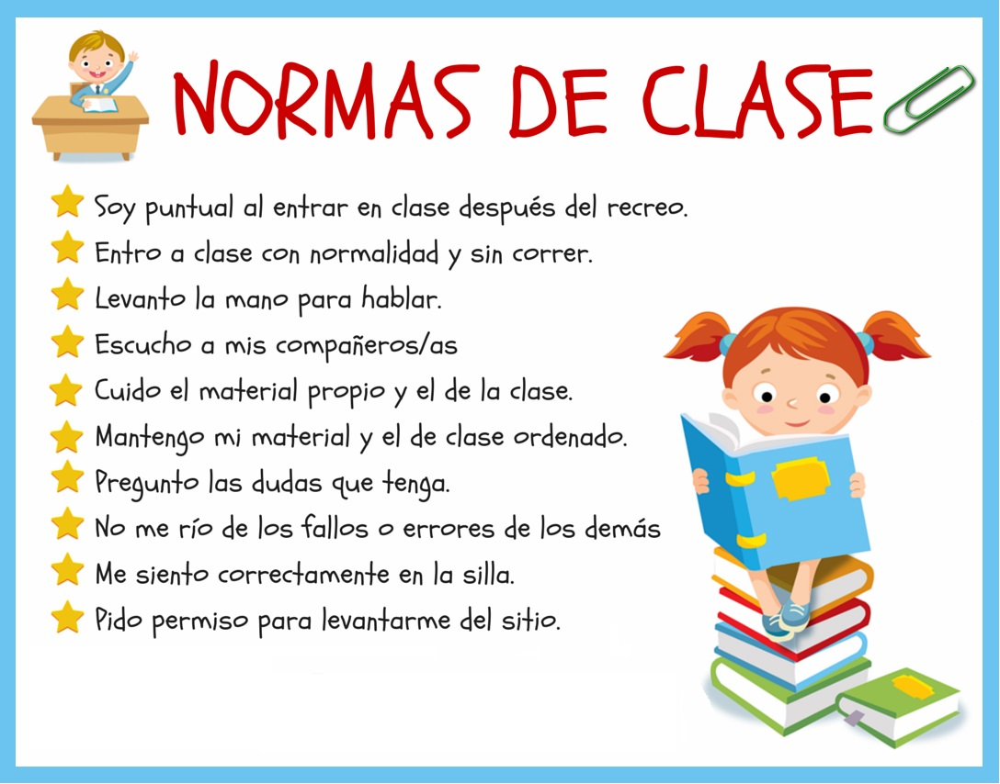 NORMAS DE CLASE
Soy puntual al entrar en clase después del recreo.
Entro a clase con normalidad y sin correr.
Levanto la mano para hablar.
Escucho a mis compañeros/as
Cuido el material propio y el de la clase.
Mantengo mi material y el de clase ordenado.
Pregunto las dudas que tenga.
No me río de los fallos o errores de los demás
Me siento correctamente en la silla.
Pido permiso para levantarme del sitio.